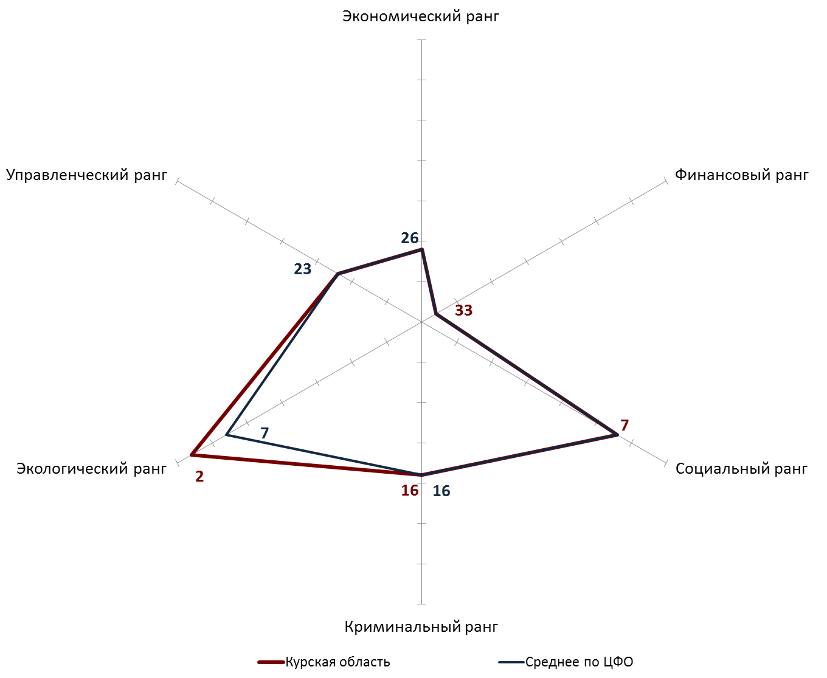 Экономический ранг
Управленческий ранг
Финансовый ранг
26
23
33
7
7
Экологический ранг
Социальный ранг
2
16
16
Криминальный ранг
Курская область
Среднее по ЦФО